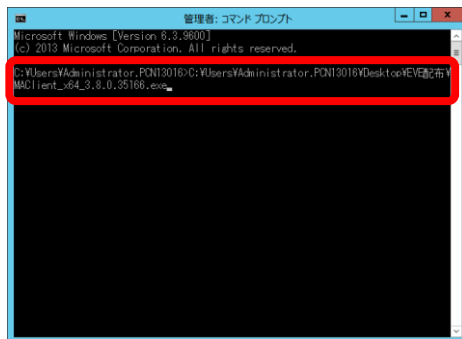 管理者: コマンド プロンプト
Microsoft Windows [Version 6.3.9600]
(c) 2013 Microsoft Corporation. All rights reserved.
C:¥Users¥Administrator.PCN13016>C:¥Users¥Administrator.PCN13016¥Desktop¥EVE配布¥
MAClient_x64_3.8.0.35166.exe